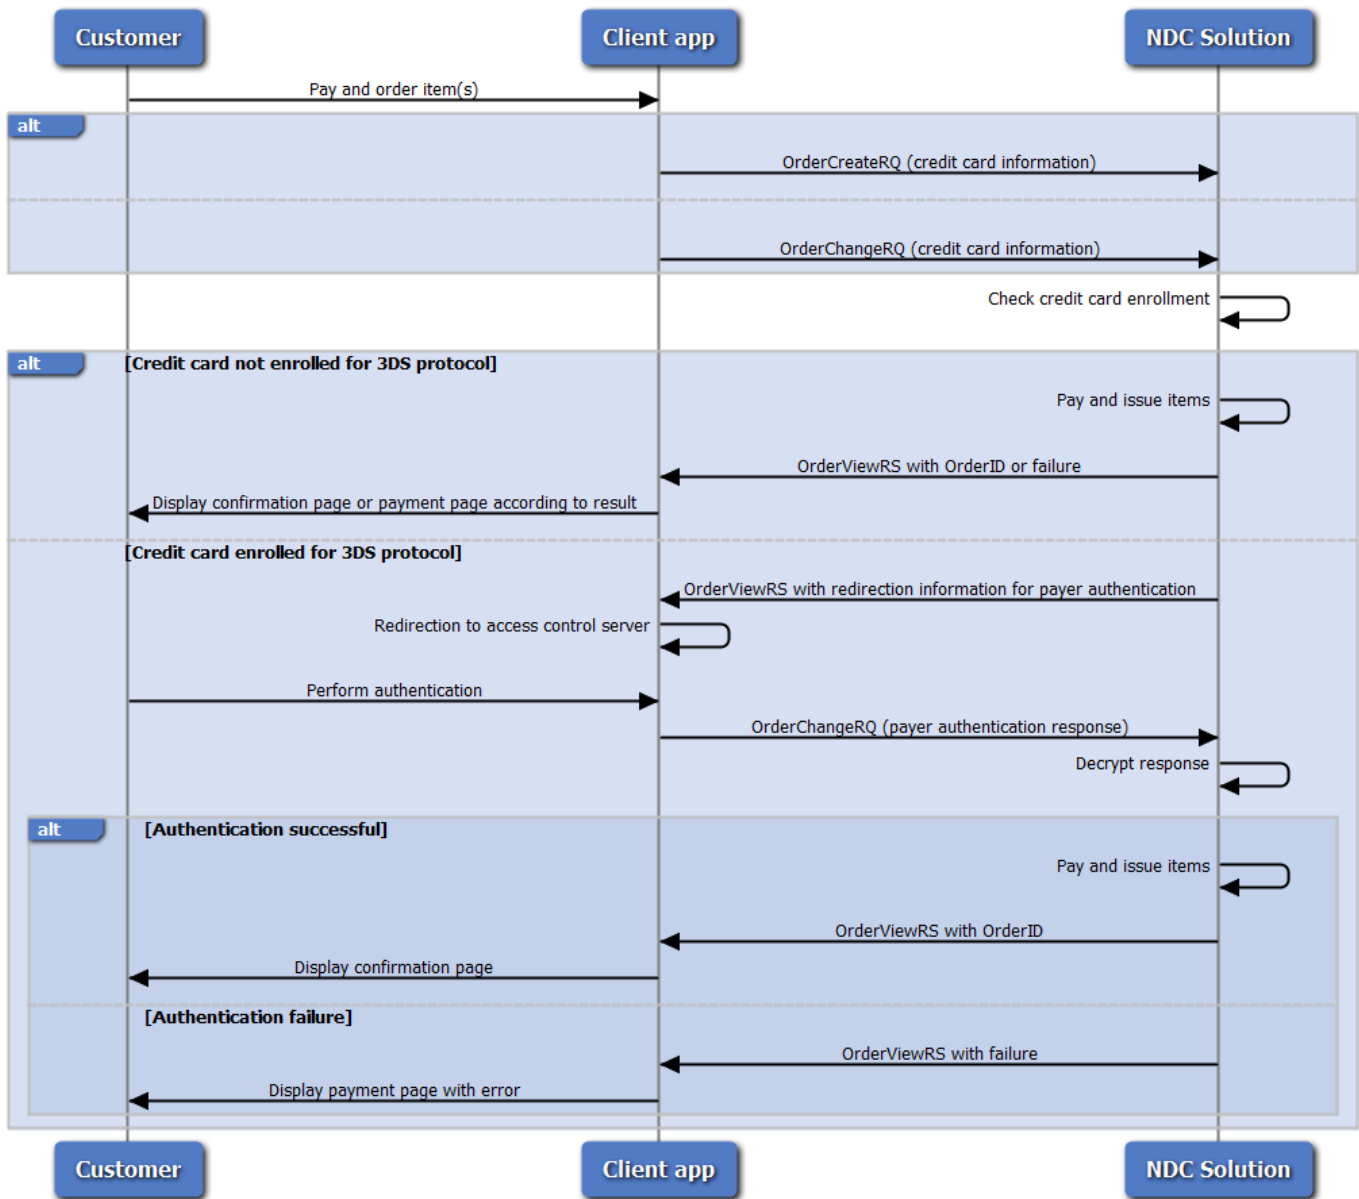 Customer
Client app
NDC Solution
Pay and order item(s)
alt
OrderCreateRQ (credit card information)
OrderChangeRQ (credit card information)
Check credit card enrollment
alt
[Credit card not enrolled for 3DS protocol]
Pay and issue items
OrderViewRS with OrderID or failure
Display confirmation page or payment page according to result
[Credit card enrolled for 3DS protocol]
OrderViewRS with redirection information for payer authentication
Redirection to access control server
Perform authentication
OrderChangeRQ (payer authentication response)
Decrypt response
alt
[Authentication successful]
Pay and issue items
OrderViewRS with OrderID
Display confirmation page
[Authentication failure]
OrderViewRS with failure
Display payment page with error
Customer
Client app
NDC Solution